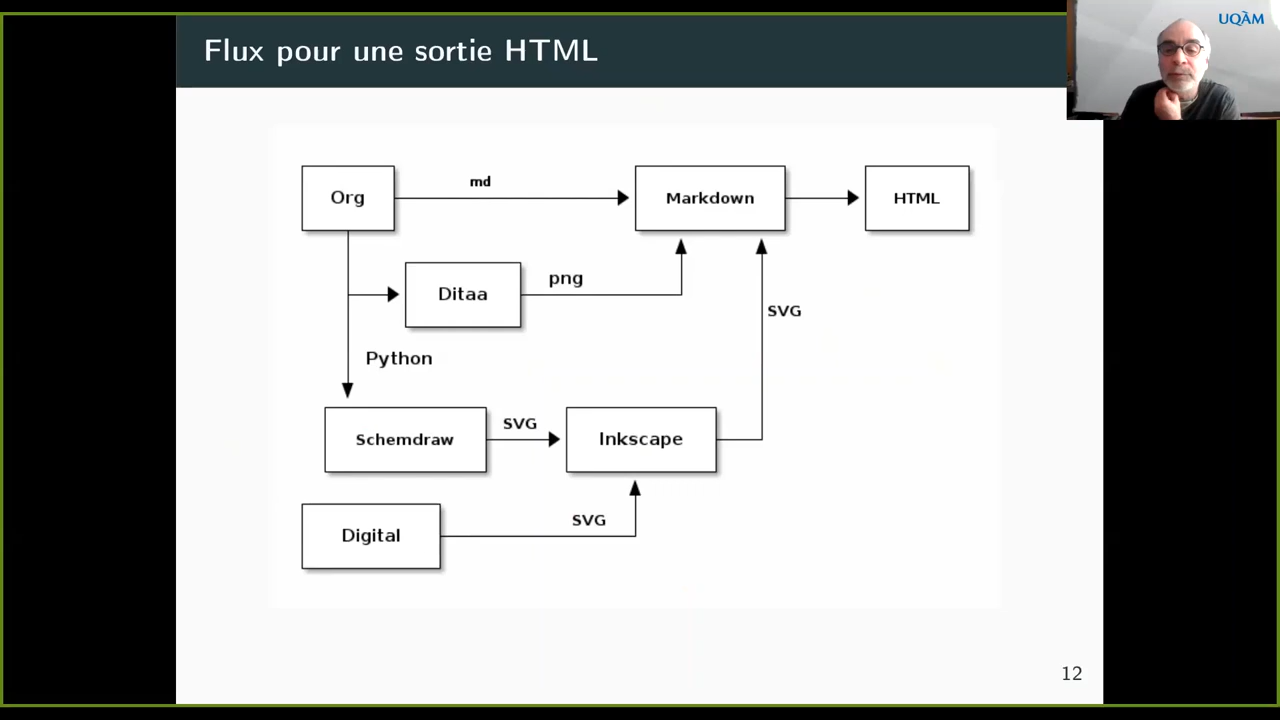 Flux pour une sortie HTML
UQÀM
Org
md
Markdown
HTML
Ditaa
png
SVG
Python
Schemdraw
SVG
Inkscape
Digital
SVG
12